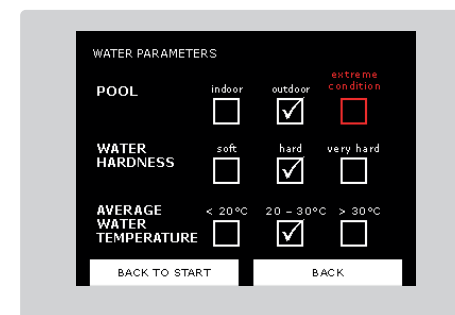 WATER PARAMETERS
extreme
POOL indoor outdoor condition
WATER soft hard very hard
HARDNESS
AVERAGE < 20°C 20 – 30°C > 30°C
WATER
TEMPERATURE
BACK TO START BACK